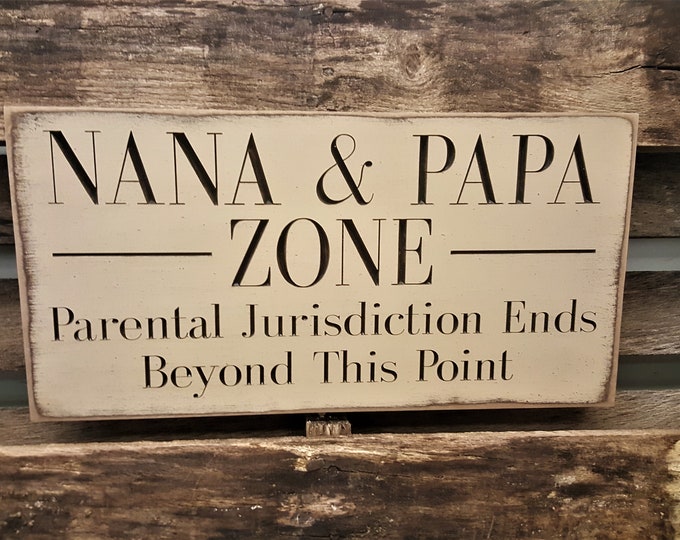 NANA & PAPA
ZONE
Parental Jurisdiction Ends
Beyond This Point